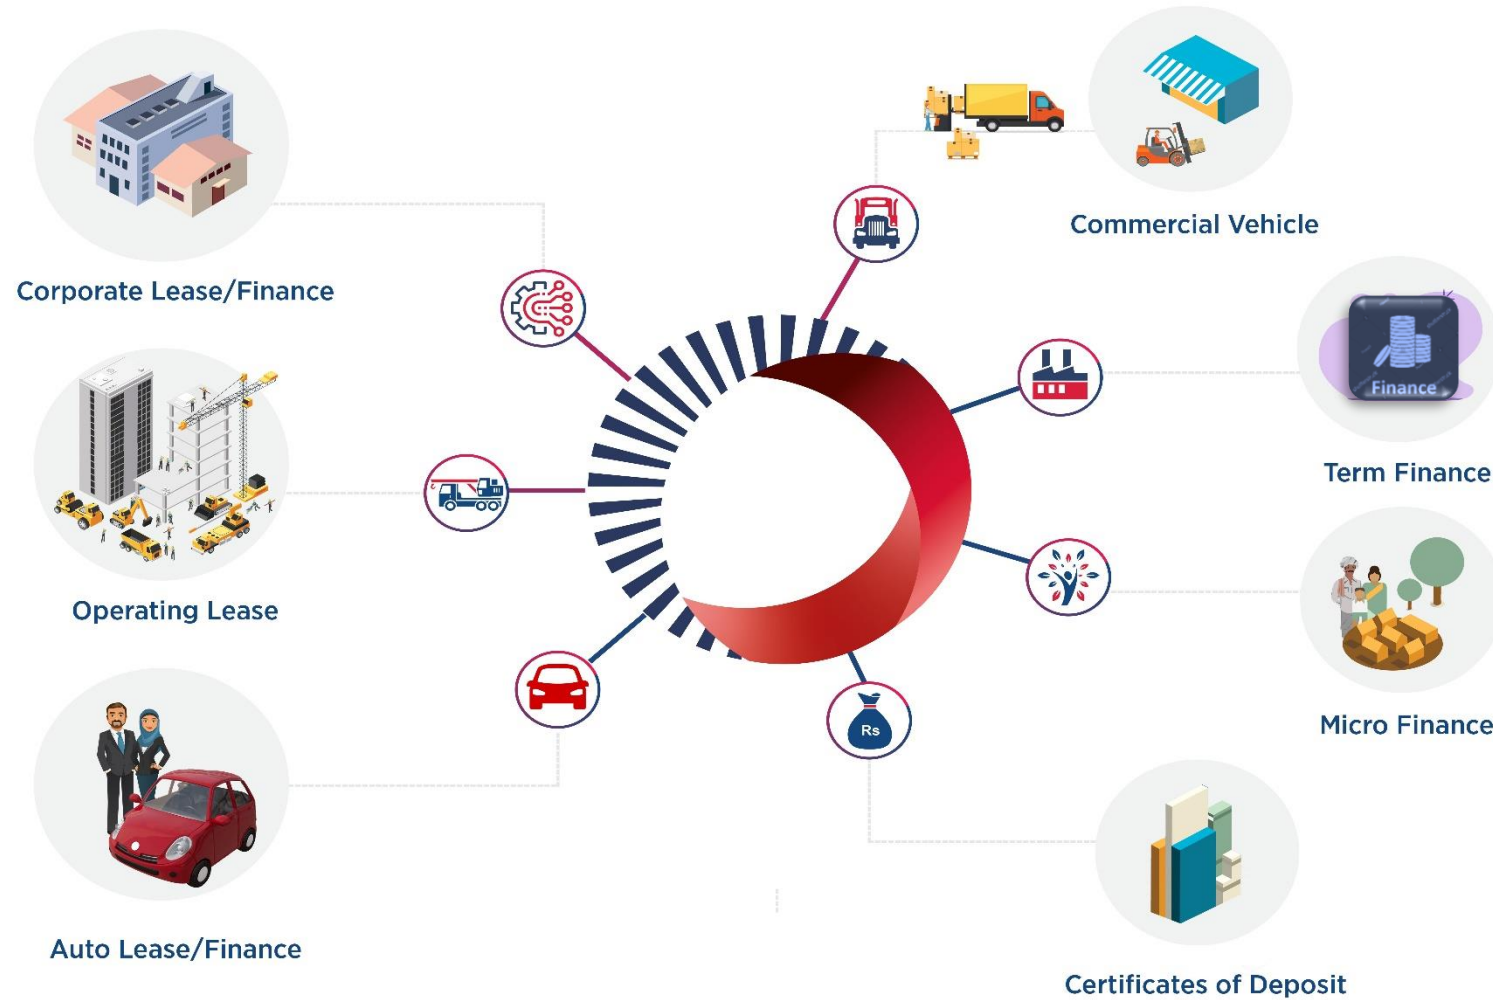 Commercial Vehicle
Corporate Lease/Finance
Finance
Term Finance
Operating Lease
Micro Finance
Rs
Auto Lease/Finance
Certificates of Deposit